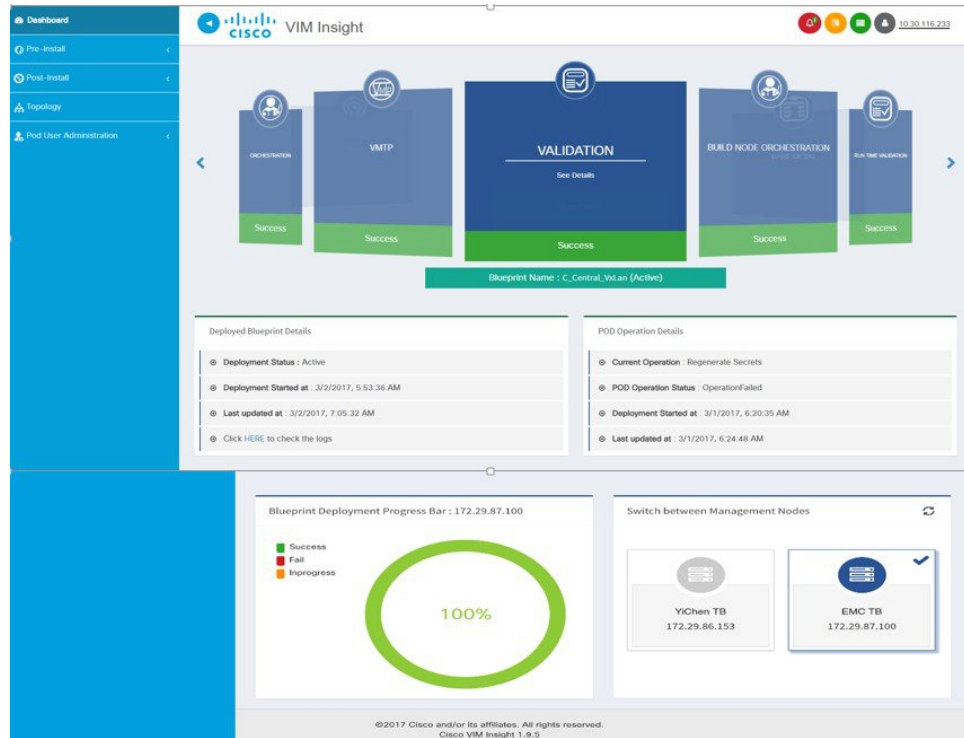 Dashboard
Pre-Install
Post-Install
Topology
Pod User Administration
CISCO VIM Insight
10.30.116.233
ORCHESTRATION
Success
VMTP
Success
VALIDATION
See Details
Success
BUILD NODE ORCHESTRATION
Success
RUN TIME VALIDATION
Success
Blueprint Name : C_Central_VxLan (Active)
Deployed Blueprint Details
Deployment Status : Active
Deployment Started at : 3/2/2017, 5:53:36 AM
Last updated at : 3/2/2017, 7:05:32 AM
Click HERE to check the logs
POD Operation Details
Current Operation : Regenerate Secrets
POD Operation Status : OperationFailed
Deployment Started at : 3/1/2017, 6:20:35 AM
Last updated at : 3/1/2017, 6:24:48 AM
Blueprint Deployment Progress Bar : 172.29.87.100
Success
Fail
Inprogress
100%
Switch between Management Nodes
YiChen TB
172.29.86.153
EMC TB
172.29.87.100
©2017 Cisco and/or its affiliates. All rights reserved.
Cisco VIM Insight 1.9.5